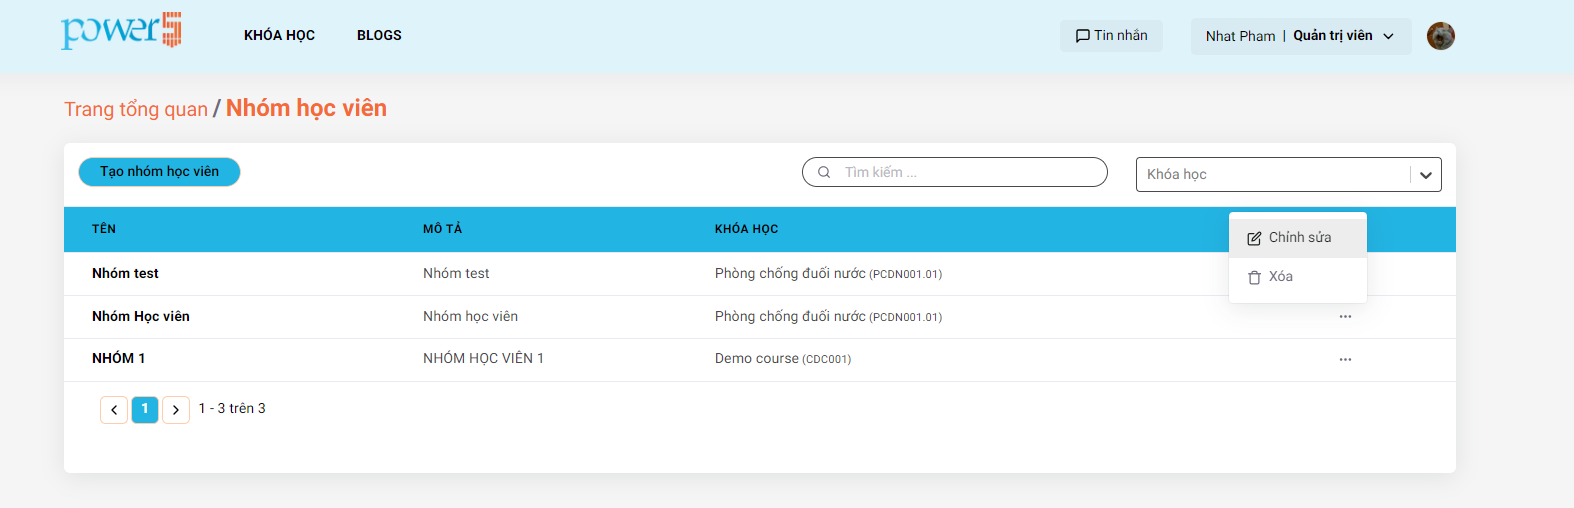 power5
KHÓA HỌC
BLOGS
Tin nhắn
Nhat Pham | Quản trị viên
Trang tổng quan / Nhóm học viên
Tạo nhóm học viên
Tìm kiếm ...
Khóa học
TÊN
MÔ TẢ
KHÓA HỌC
Chỉnh sửa
Xóa
Nhóm test
Nhóm test
Phòng chống đuối nước (PCDN001.01)
Nhóm Học viên
Nhóm học viên
Phòng chống đuối nước (PCDN001.01)
NHÓM 1
NHÓM HỌC VIÊN 1
Demo course (CDC001)
1
1 - 3 trên 3